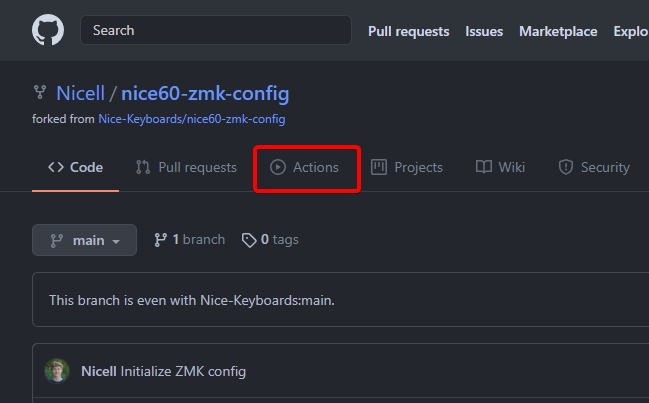 Search Pull requests Issues Marketplace Explo
Nicell / nice60-zmk-config
forked from Nice-Keyboards/nice60-zmk-config
Code Pull requests Actions Projects Wiki Security
main 1 branch 0 tags
This branch is even with Nice-Keyboards:main.
Nicell Initialize ZMK config